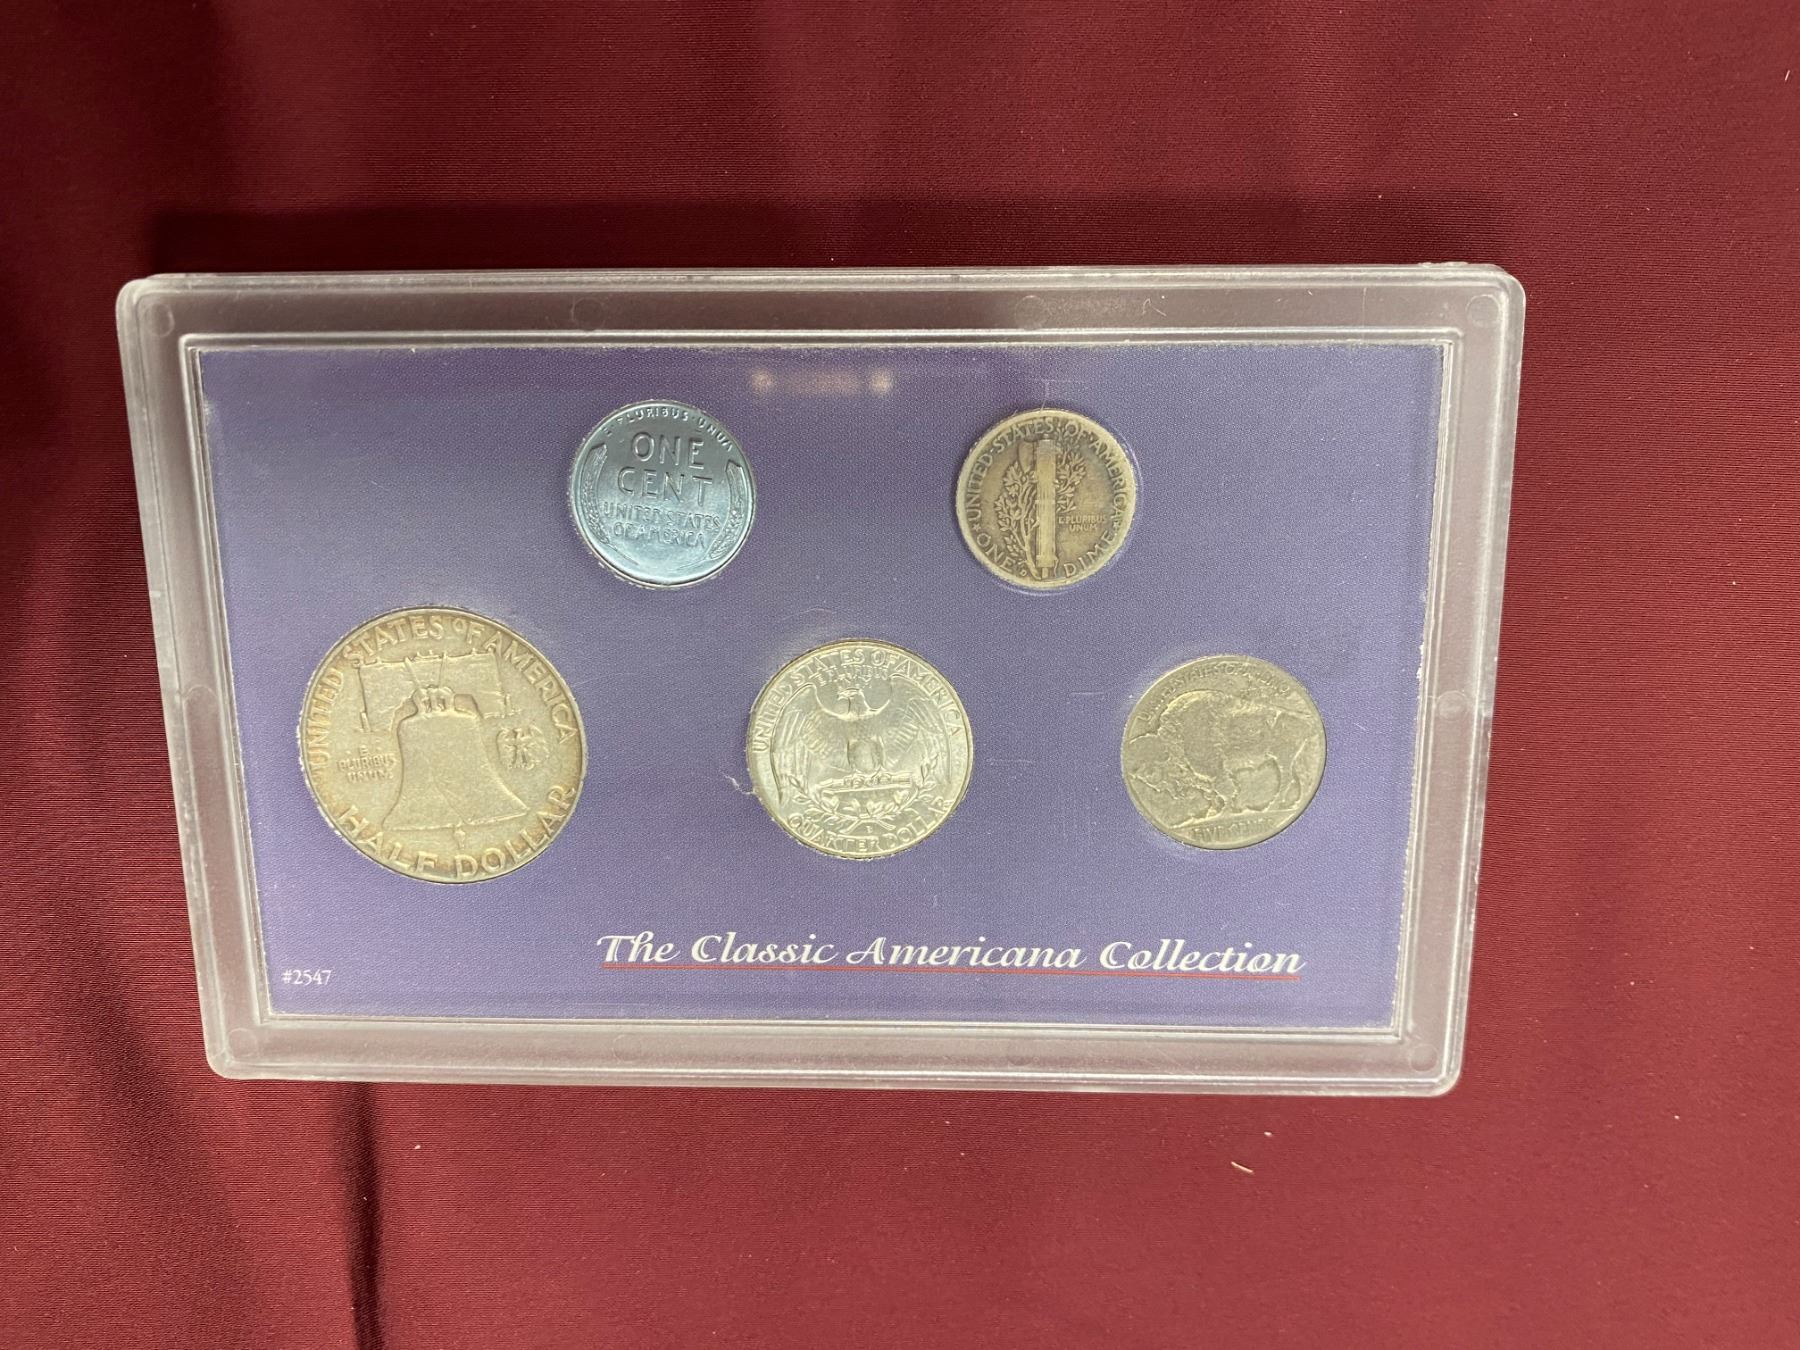 E·PLURIBUS·UNUM
ONE
CENT
UNITED STATES
OF AMERICA
UNITED·STATES·OF·AMERICA
E·PLURIBUS
UNUM
ONE DIME
UNITED STATES OF AMERICA
E
PLURIBUS
UNUM
HALF DOLLAR
UNITED STATES OF AMERICA
E PLURIBUS
QUARTER DOLLAR
FIVE CENTS
The Classic Americana Collection
#2547